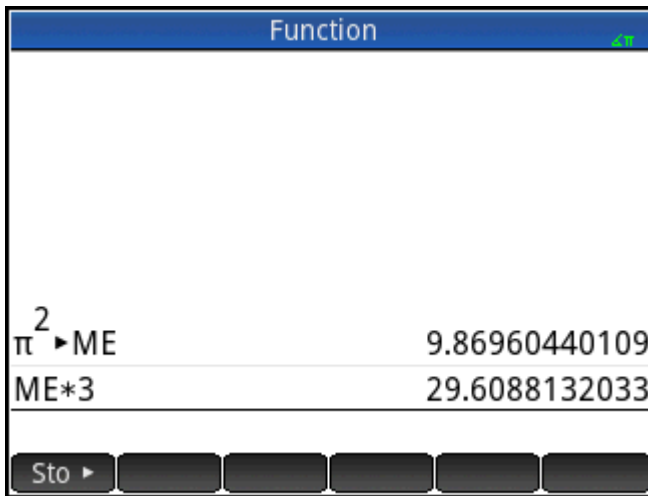 Function
∡π
π²▶ME 9.86960440109
ME*3 29.6088132033
Sto ▶